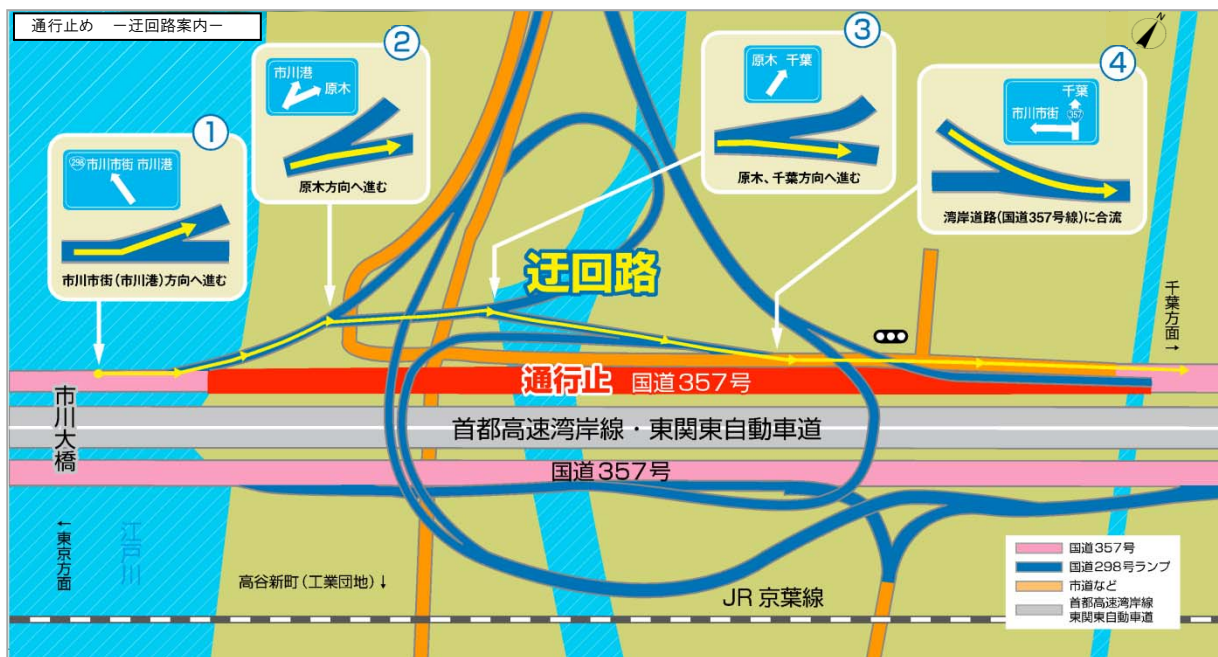 通行止め －迂回路案内－
①
298 市川市街 市川港
市川市街(市川港)方向へ進む
②
市川港
原木
原木方向へ進む
③
原木 千葉
原木、千葉方向へ進む
④
千葉
357
市川市街
湾岸道路(国道357号線)に合流
N
迂回路
千葉方面→
通行止 国道357号
首都高速湾岸線・東関東自動車道
国道357号
市川大橋
←東京方面
江戸川
高谷新町(工業団地)↓
JR京葉線
国道357号
国道298号ランプ
市道など
首都高速湾岸線
東関東自動車道